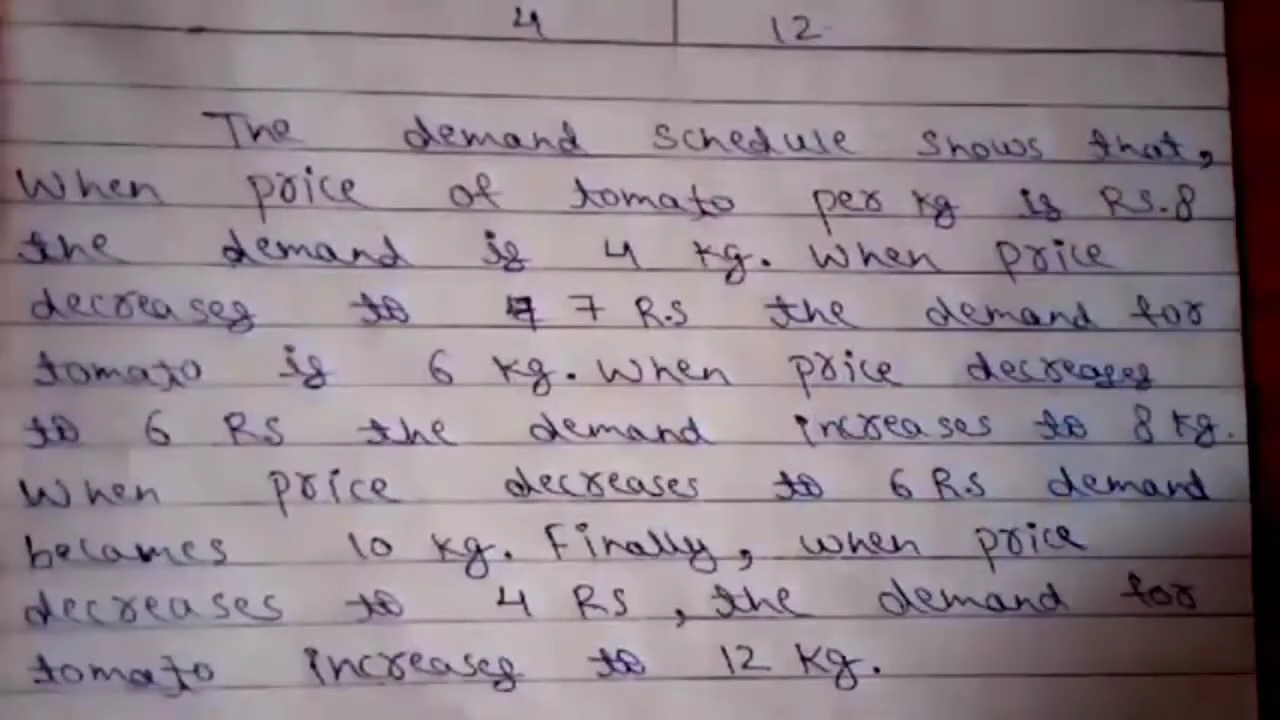 4 12
The demand schedule shows that,
When price of tomato per kg is Rs.8
the demand is 4 kg. When price
decreases to 7 Rs the demand for
tomato is 6 kg. When price decreases
to 6 Rs the demand increases to 8 kg.
When price decreases to 6 Rs demand
becames 10 kg. Finally, when price
decreases to 4 Rs, the demand for
tomato increases to 12 kg.